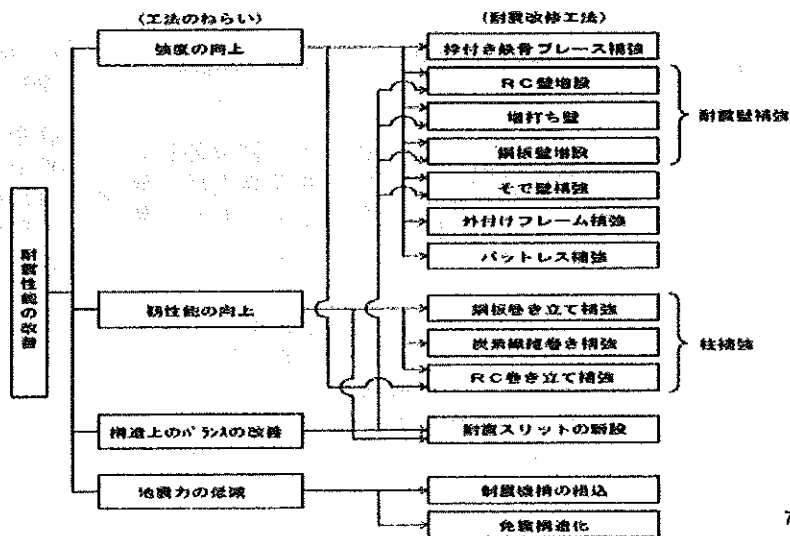 （工法のねらい）
（耐震改修工法）
強度の向上
枠付き鉄骨ブレース補強
ＲＣ壁増設
増打ち壁
耐震壁補強
鋼板壁増設
そで壁補強
外付けフレーム補強
バットレス補強
耐震性能の改善
靭性能の向上
鋼板巻き立て補強
炭素繊維巻き補強
柱補強
ＲＣ巻き立て補強
構造上のバランスの改善
耐震スリットの新設
地震力の低減
制震機構の組込
免震構造化
7